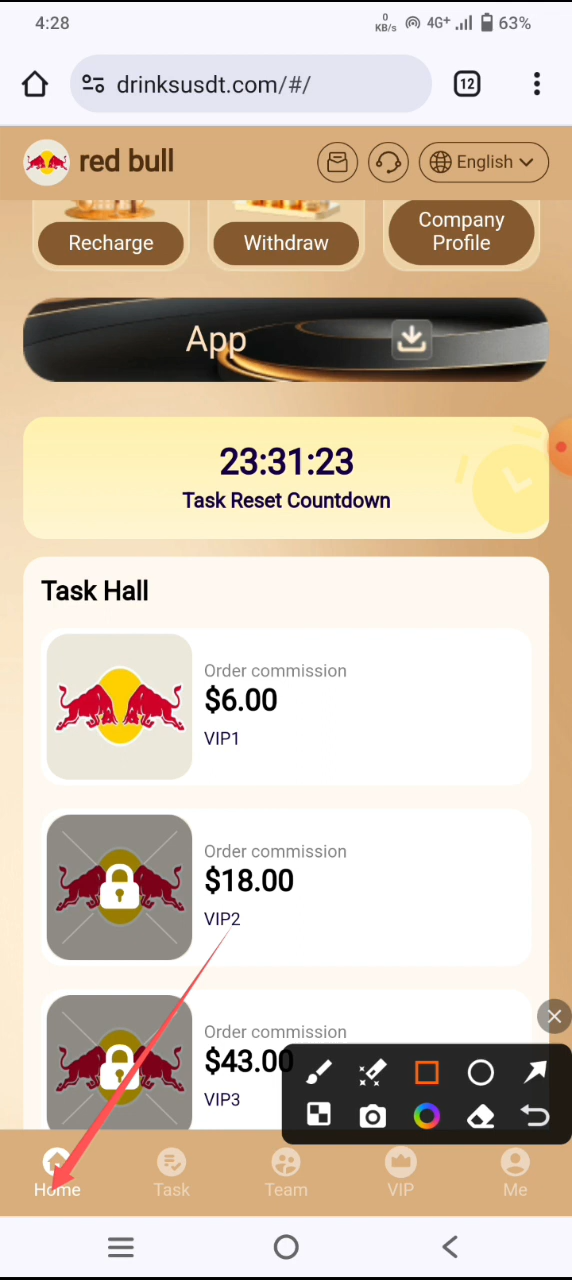 4:28
0
KB/s
4G+
63%
drinksusdt.com/#/
12
red bull
English
Recharge
Withdraw
Company
Profile
App
23:31:23
Task Reset Countdown
Task Hall
Order commission
$6.00
VIP1
Order commission
$18.00
VIP2
Order commission
$43.00
VIP3
Home
Task
Team
VIP
Me